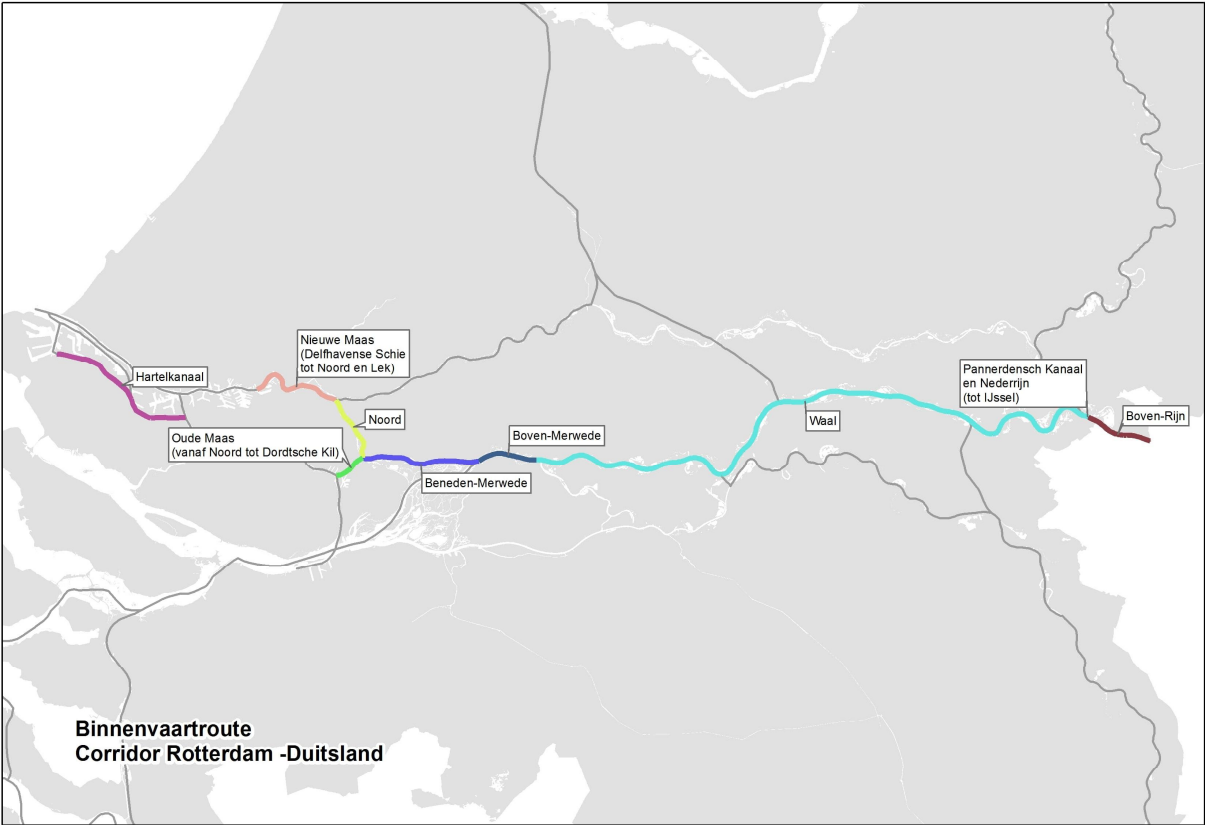 Nieuwe Maas
(Delfhavense Schie
tot Noord en Lek)
Hartelkanaal
Pannerdensch Kanaal
en Nederrijn
(tot IJssel)
Noord
Waal
Boven-Rijn
Oude Maas
(vanaf Noord tot Dordtsche Kil)
Boven-Merwede
Beneden-Merwede
Binnenvaartroute
Corridor Rotterdam -Duitsland